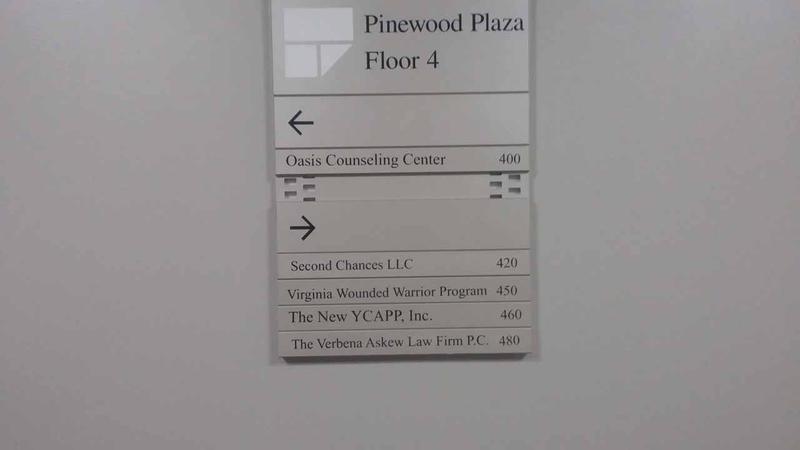 Pinewood Plaza
Floor 4
←
Oasis Counseling Center 400
→
Second Chances LLC 420
Virginia Wounded Warrior Program 450
The New YCAPP, Inc. 460
The Verbena Askew Law Firm P.C. 480